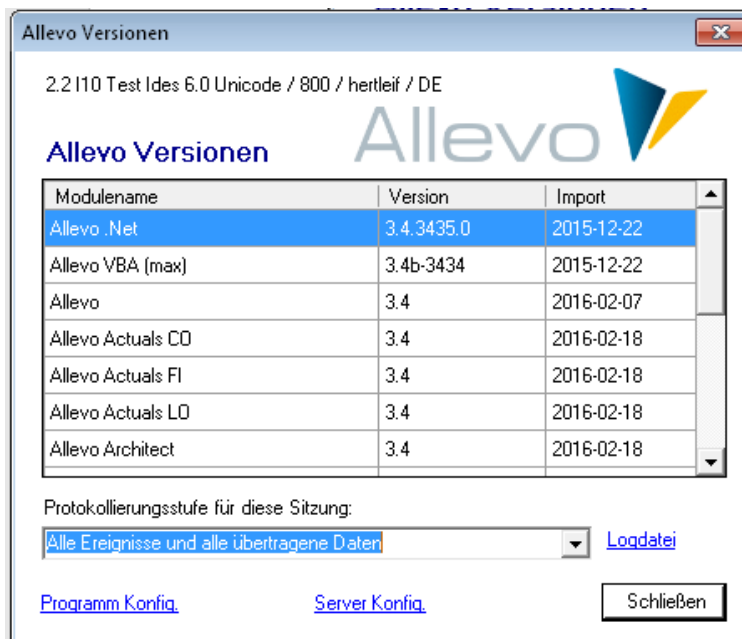 Allevo Versionen
2.2 I10 Test Ides 6.0 Unicode / 800 / hertleif / DE
Allevo
Allevo Versionen
Modulename Version Import
Allevo .Net 3.4.3435.0 2015-12-22
Allevo VBA (max) 3.4b-3434 2015-12-22
Allevo 3.4 2016-02-07
Allevo Actuals CO 3.4 2016-02-18
Allevo Actuals FI 3.4 2016-02-18
Allevo Actuals LO 3.4 2016-02-18
Allevo Architect 3.4 2016-02-18
Protokollierungsstufe für diese Sitzung:
Alle Ereignisse und alle übertragene Daten Logdatei
Programm Konfig. Server Konfig. Schließen